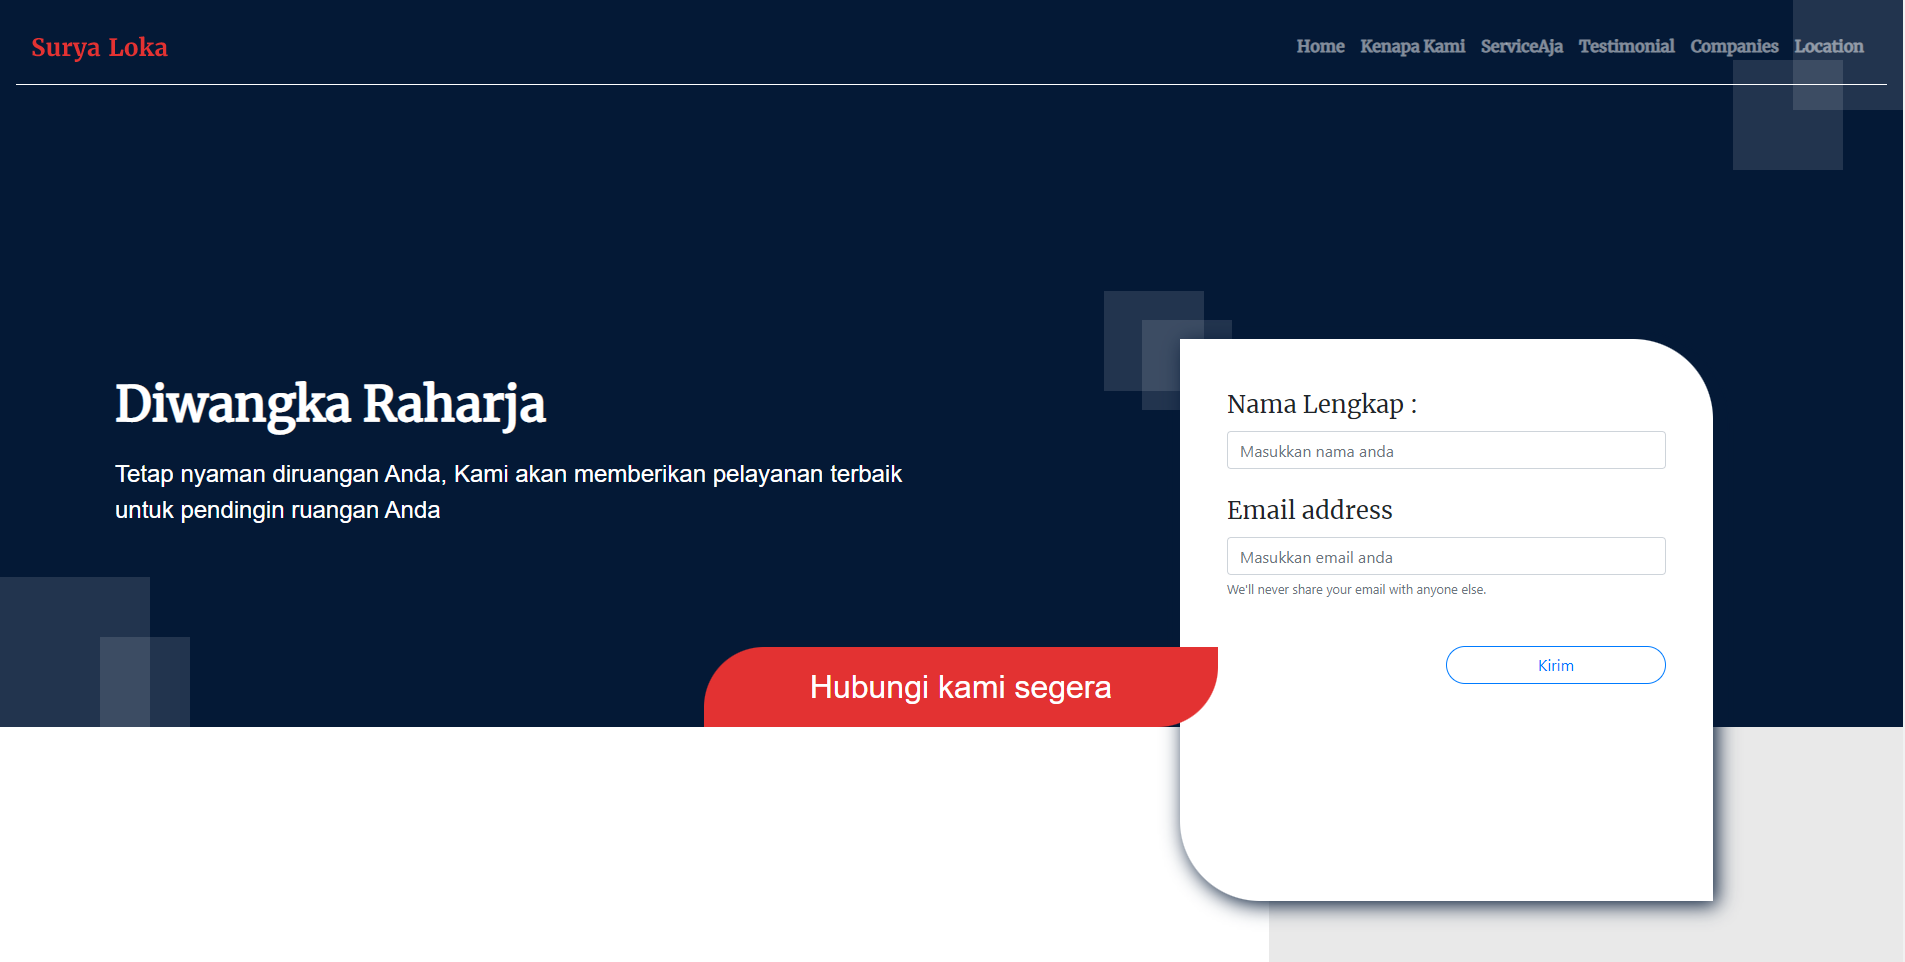 Surya Loka
Home Kenapa Kami ServiceAja Testimonial Companies Location
Diwangka Raharja
Tetap nyaman diruangan Anda, Kami akan memberikan pelayanan terbaik
untuk pendingin ruangan Anda
Nama Lengkap :
Masukkan nama anda
Email address
Masukkan email anda
We'll never share your email with anyone else.
Kirim
Hubungi kami segera